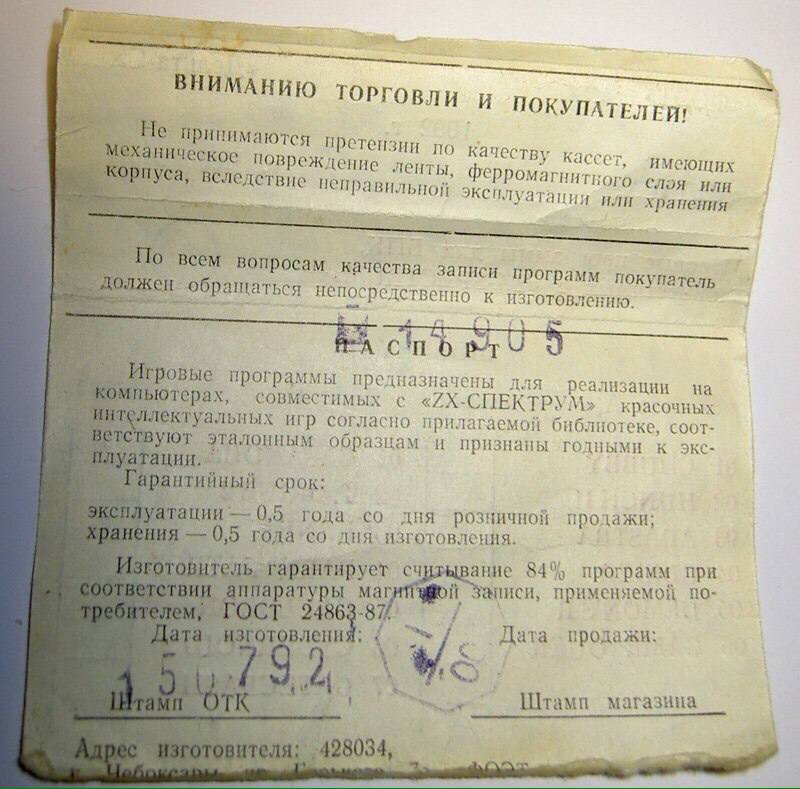 ВНИМАНИЮ ТОРГОВЛИ И ПОКУПАТЕЛЕЙ!
Не принимаются претензии по качеству кассет, имеющих
механическое повреждение ленты, ферромагнитного слоя или
корпуса, вследствие неправильной эксплуатации или хранения
По всем вопросам качества записи программ покупатель
должен обращаться непосредственно к изготовлению.
14905
ПАСПОРТ
Игровые программы предназначены для реализации на
компьютерах, совместимых с «ZX-СПЕКТРУМ» красочных
интеллектуальных игр согласно прилагаемой библиотеке, соот-
ветствуют эталонным образцам и признаны годными к экс-
плуатации.
Гарантийный срок:
эксплуатации — 0,5 года со дня розничной продажи;
хранения — 0,5 года со дня изготовления.
Изготовитель гарантирует считывание 84% программ при
соответствии аппаратуры магнитной записи, применяемой по-
требителем, ГОСТ 24863-87.
Дата изготовления: Дата продажи:
150792
Штамп ОТК Штамп магазина
Адрес изготовителя: 428034,
г. Чебоксары, ул.